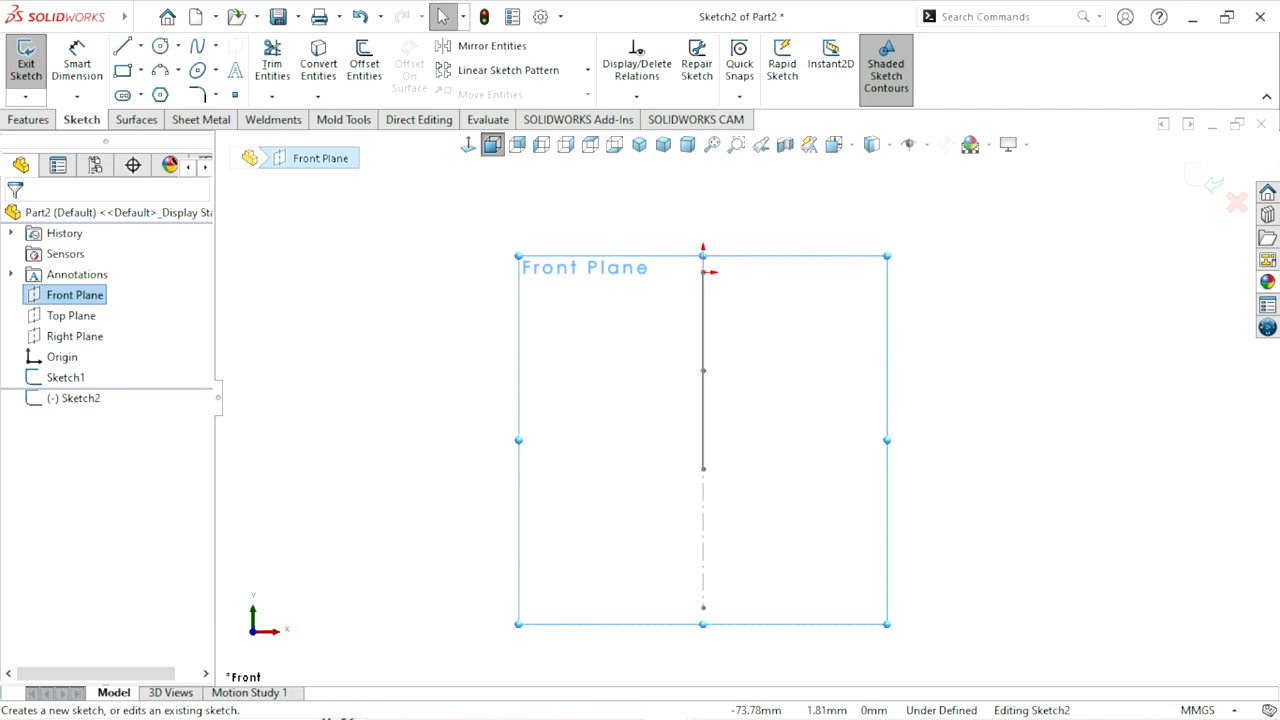 SOLIDWORKS
Sketch2 of Part2 *
Search Commands
Exit Sketch
Smart Dimension
Trim Entities
Convert Entities
Offset Entities
Offset On Surface
Mirror Entities
Linear Sketch Pattern
Move Entities
Display/Delete Relations
Repair Sketch
Quick Snaps
Rapid Sketch
Instant2D
Shaded Sketch Contours
Features
Sketch
Surfaces
Sheet Metal
Weldments
Mold Tools
Direct Editing
Evaluate
SOLIDWORKS Add-Ins
SOLIDWORKS CAM
Front Plane
Part2 (Default) <<Default>_Display Sta
History
Sensors
Annotations
Front Plane
Top Plane
Right Plane
Origin
Sketch1
(-) Sketch2
Front Plane
Y
X
*Front
Model
3D Views
Motion Study 1
Creates a new sketch, or edits an existing sketch.
-73.78mm
1.81mm
0mm
Under Defined
Editing Sketch2
MMGS